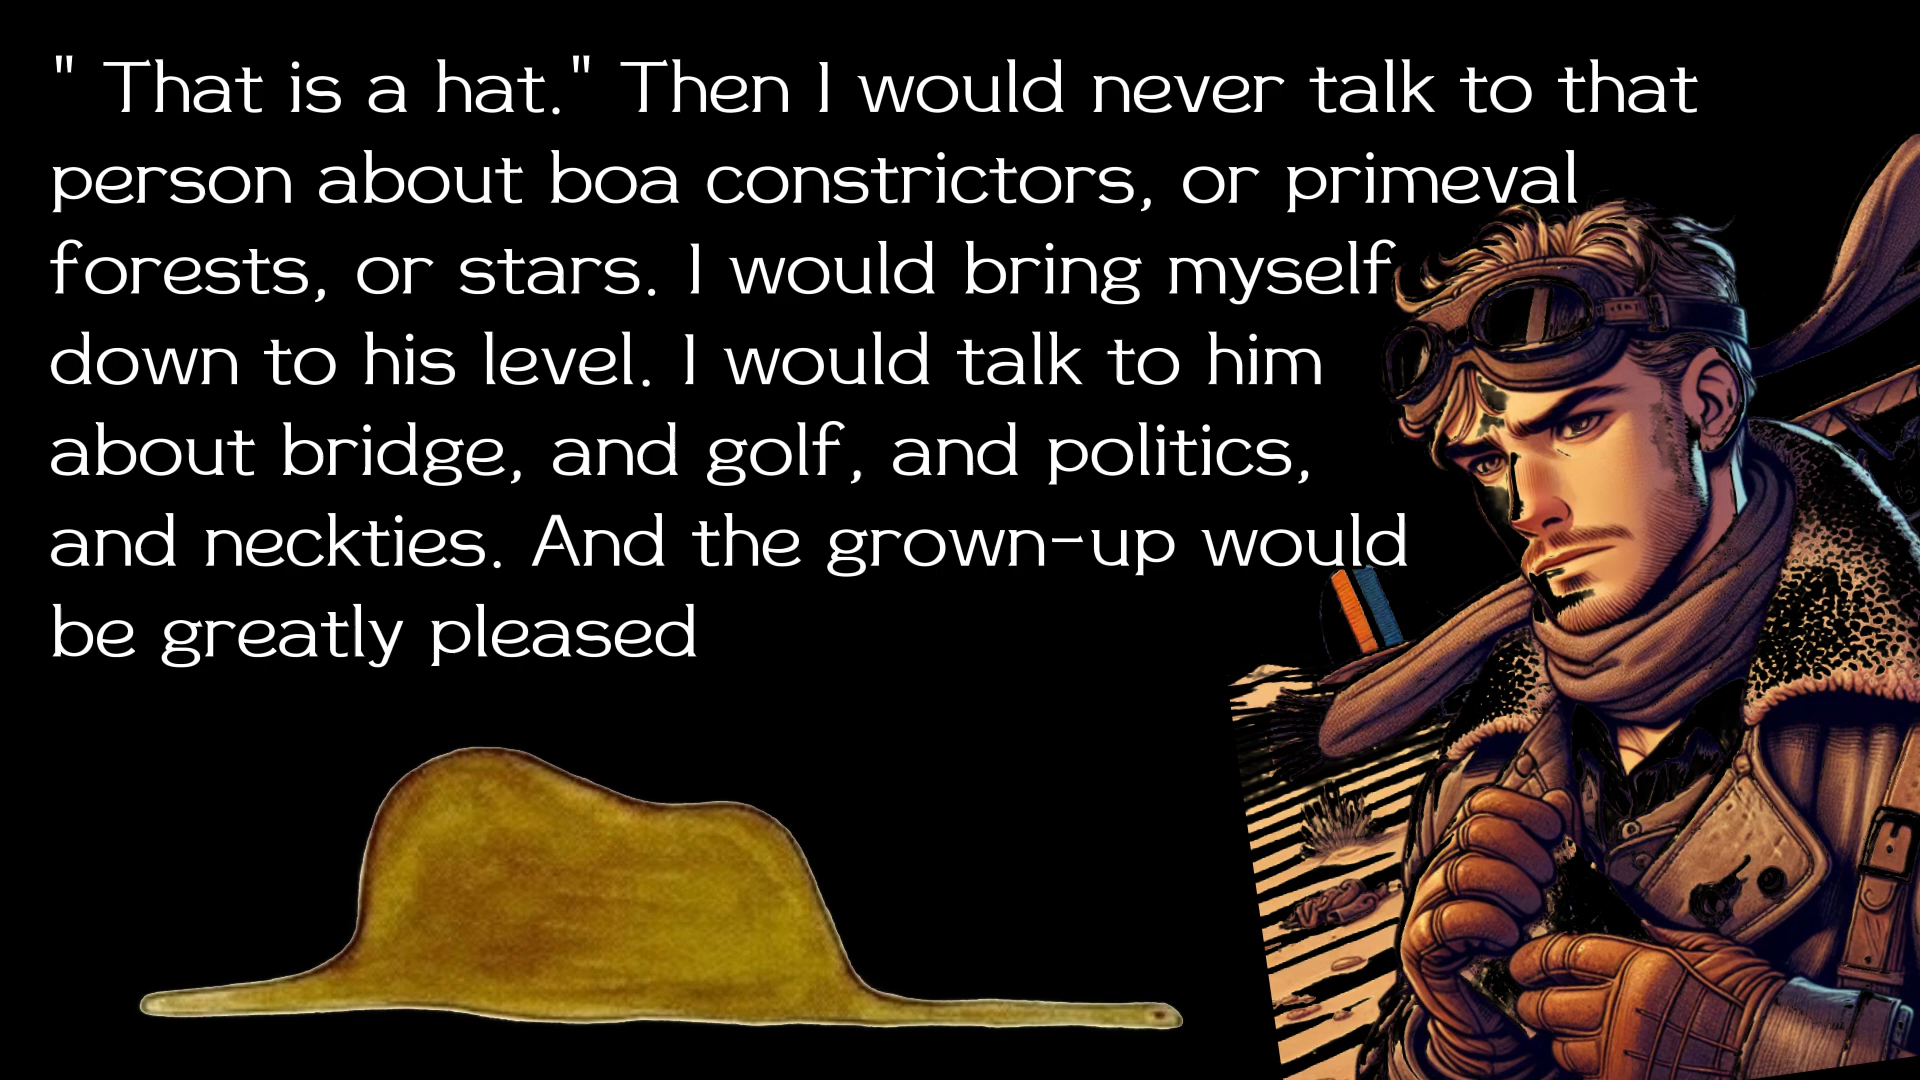 " That is a hat." Then I would never talk to that
person about boa constrictors, or primeval
forests, or stars. I would bring myself
down to his level. I would talk to him
about bridge, and golf, and politics,
and neckties. And the grown-up would
be greatly pleased